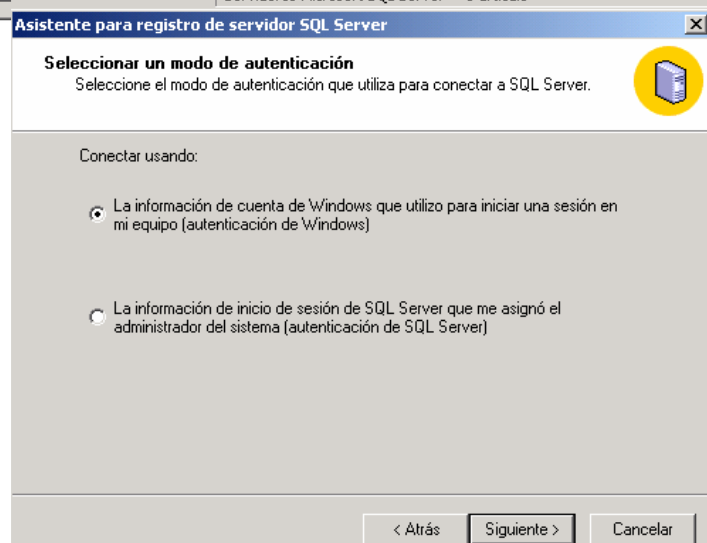 Asistente para registro de servidor SQL Server
Seleccionar un modo de autenticación
Seleccione el modo de autenticación que utiliza para conectar a SQL Server.
Conectar usando:
La información de cuenta de Windows que utilizo para iniciar una sesión en
mi equipo (autenticación de Windows)
La información de inicio de sesión de SQL Server que me asignó el
administrador del sistema (autenticación de SQL Server)
< Atrás
Siguiente >
Cancelar